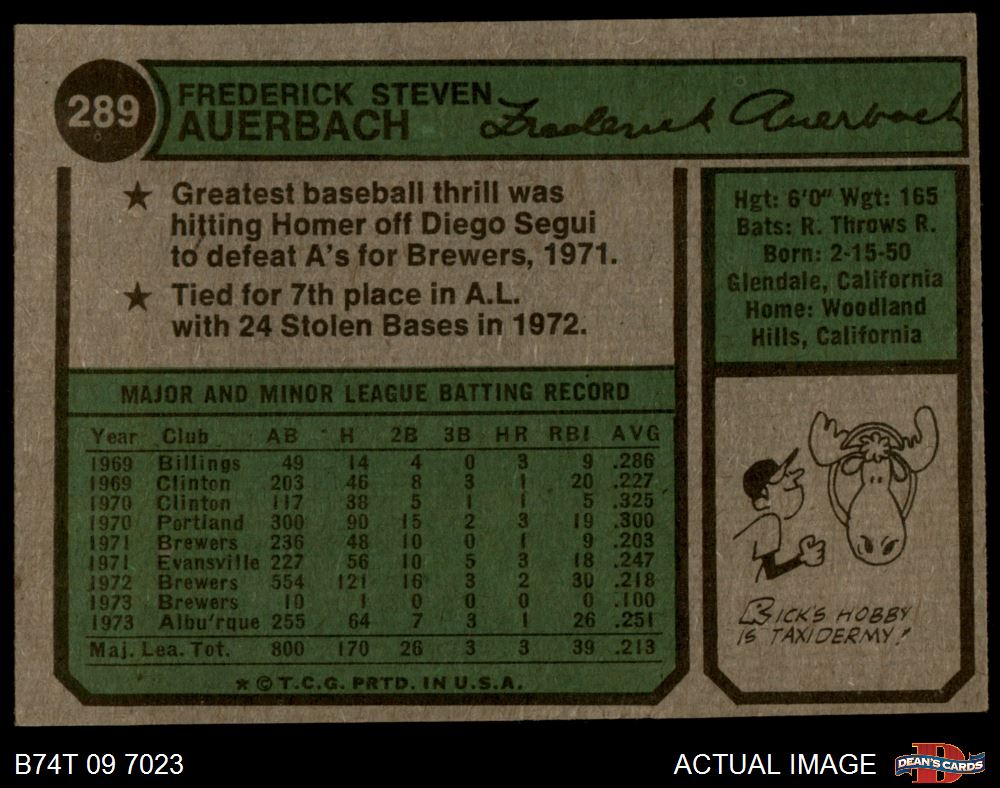 289
FREDERICK STEVEN
AUERBACH
Frederick Auerbach
★ Greatest baseball thrill was
hitting Homer off Diego Segui
to defeat A's for Brewers, 1971.
★ Tied for 7th place in A.L.
with 24 Stolen Bases in 1972.
Hgt: 6'0" Wgt: 165
Bats: R. Throws R.
Born: 2-15-50
Glendale, California
Home: Woodland
Hills, California
MAJOR AND MINOR LEAGUE BATTING RECORD
Year Club AB H 2B 3B HR RBI AVG
1969 Billings 49 14 4 0 3 9 .286
1969 Clinton 203 46 8 3 1 20 .227
1970 Clinton 117 38 5 1 1 5 .325
1970 Portland 300 90 15 2 3 19 .300
1971 Brewers 236 48 10 0 1 9 .203
1971 Evansville 227 56 10 5 3 18 .247
1972 Brewers 554 121 16 3 2 30 .218
1973 Brewers 10 1 0 0 0 0 .100
1973 Albu'rque 255 64 7 3 1 26 .251
Maj. Lea. Tot. 800 170 26 3 3 39 .213
* © T.C.G. PRTD. IN U.S.A.
RICK'S HOBBY
IS TAXIDERMY!
B74T 09 7023
ACTUAL IMAGE
DEAN'S CARDS